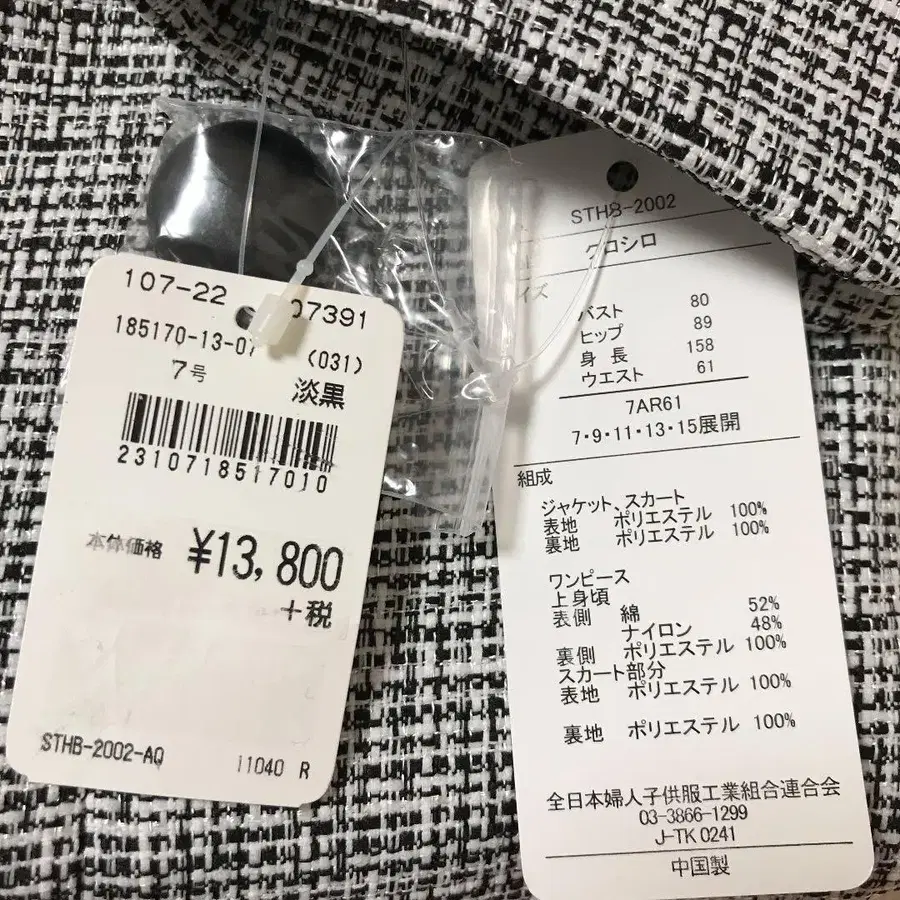 107-22 07391
185170-13-07 (031)
7号 淡黒
2310718517010
本体価格 ¥13,800
+税
STHB-2002-AQ 11040 R
STHB-2002
クロシロ
イズ
バスト 80
ヒップ 89
身長 158
ウエスト 61
7AR61
7・9・11・13・15展開
組成
ジャケット、スカート
表地 ポリエステル 100%
裏地 ポリエステル 100%
ワンピース
上身頃
表側 綿 52%
ナイロン 48%
裏側 ポリエステル 100%
スカート部分
表地 ポリエステル 100%
裏地 ポリエステル 100%
全日本婦人子供服工業組合連合会
03-3866-1299
J-TK 0241
中国製